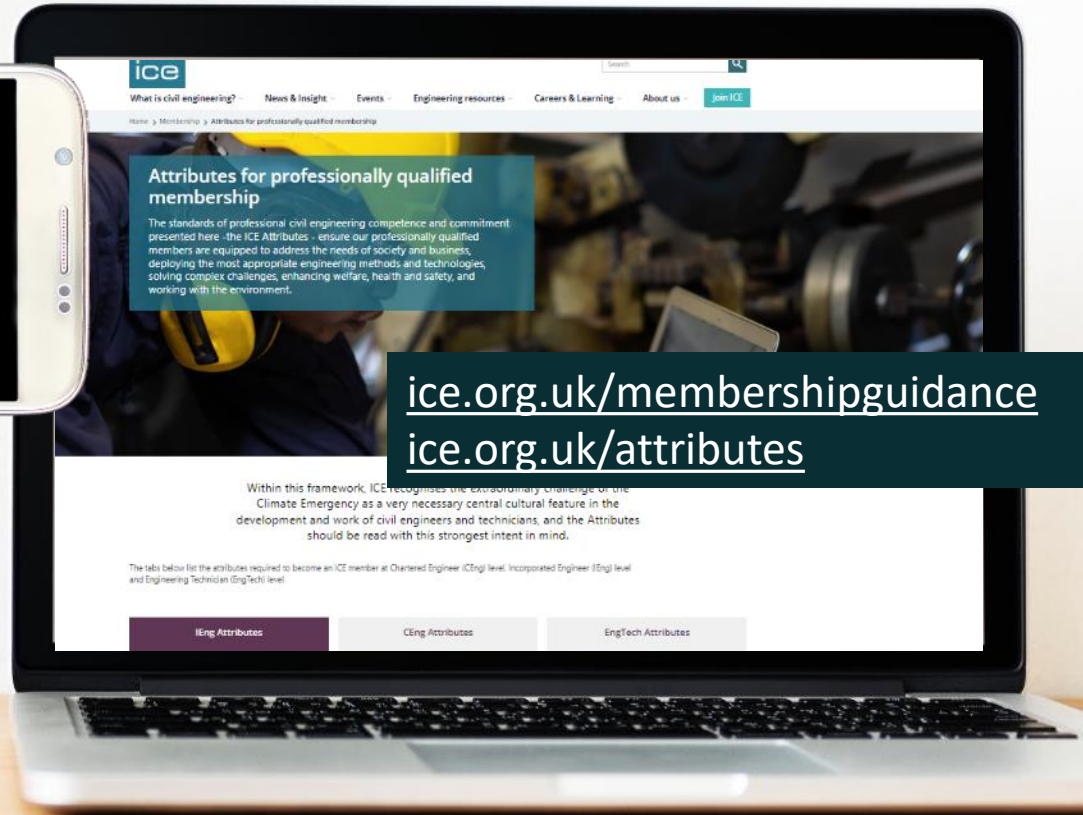 ice
Search
What is civil engineering?
News & Insight
Events
Engineering resources
Careers & Learning
About us
Join ICE
Home > Membership > Attributes for professionally qualified membership
Attributes for professionally qualified
membership
The standards of professional civil engineering competence and commitment
presented here -the ICE Attributes - ensure our professionally qualified
members are equipped to address the needs of society and business,
deploying the most appropriate engineering methods and technologies,
solving complex challenges, enhancing welfare, health and safety, and
working with the environment.
ice.org.uk/membershipguidance
ice.org.uk/attributes
Within this framework, ICE recognises the extraordinary challenge of the
Climate Emergency as a very necessary central cultural feature in the
development and work of civil engineers and technicians, and the Attributes
should be read with this strongest intent in mind.
The tabs below list the attributes required to become an ICE member at Chartered Engineer (CEng) level, Incorporated Engineer (IEng) level
and Engineering Technician (EngTech) level
IEng Attributes
CEng Attributes
EngTech Attributes